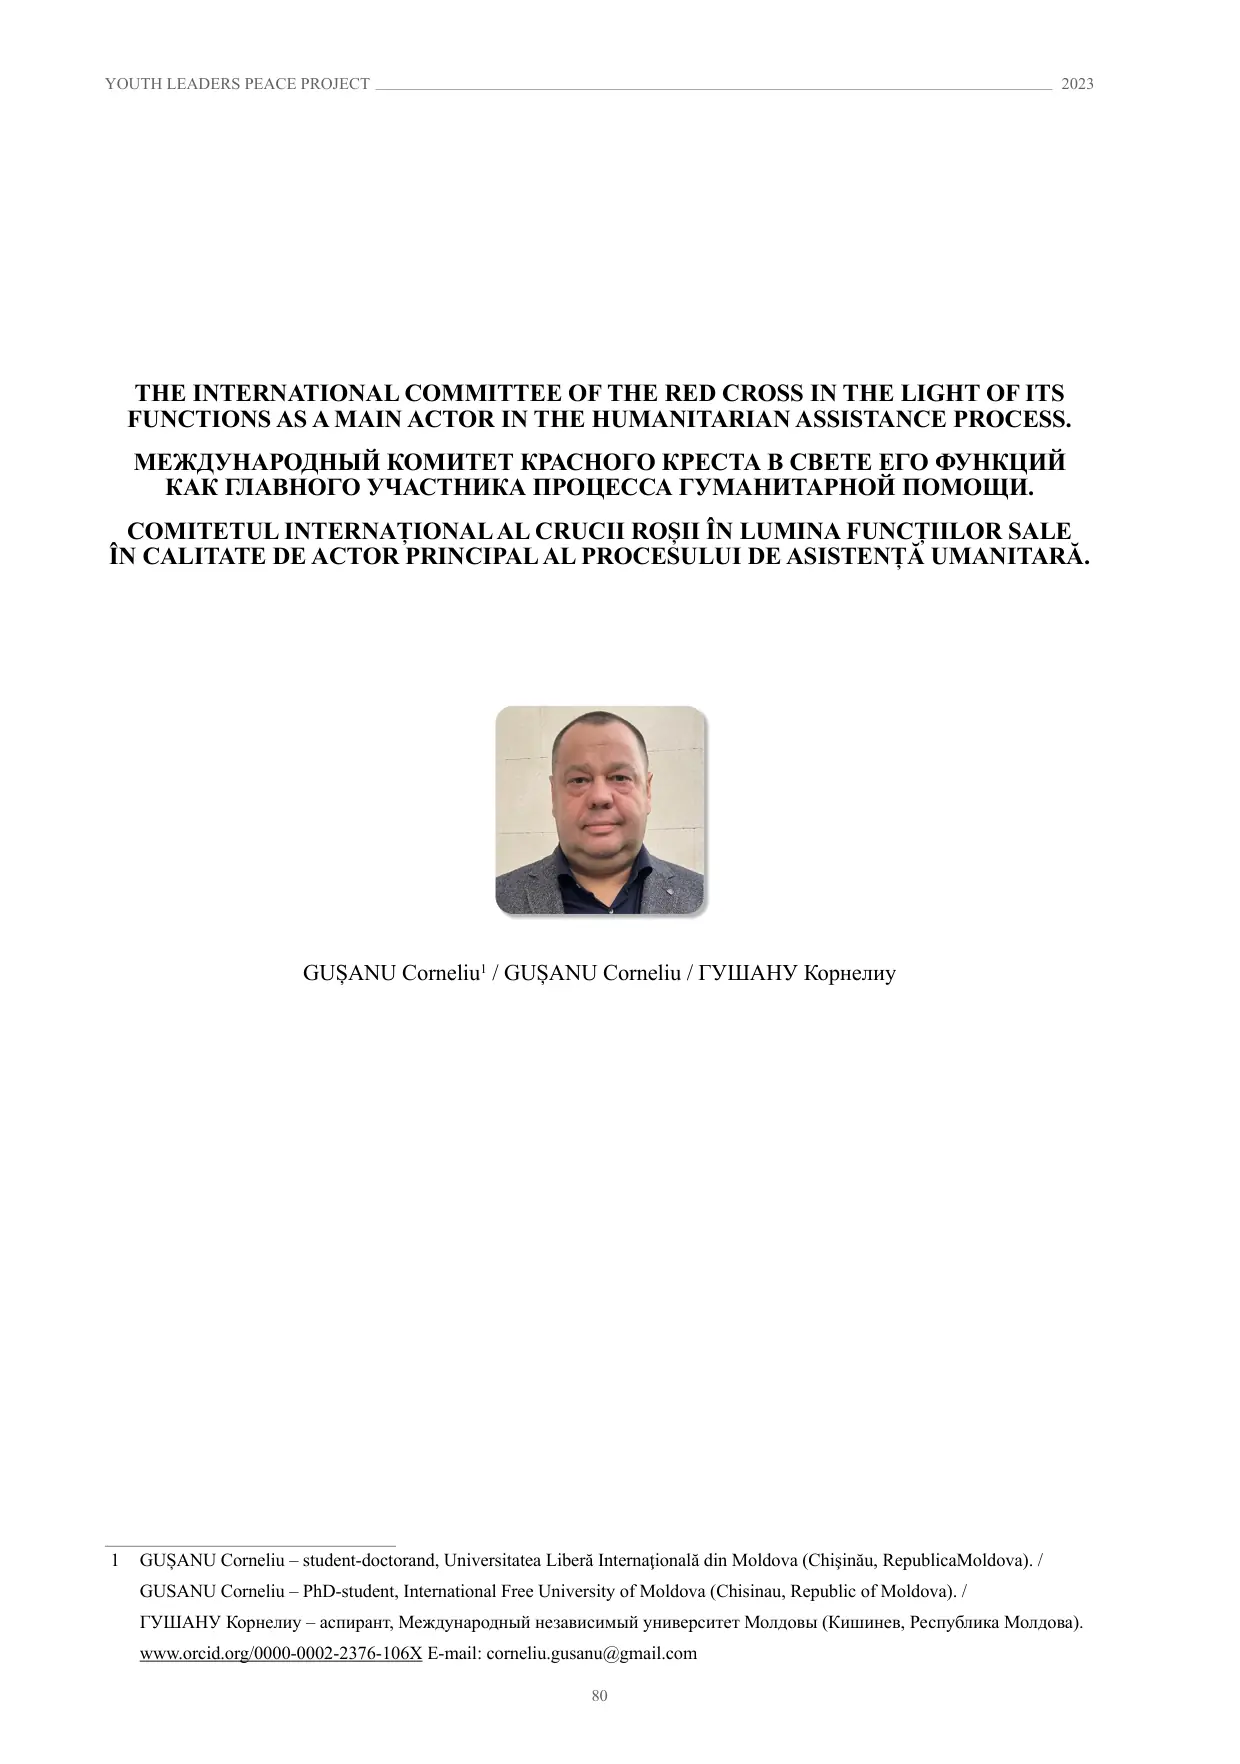 YOUTH LEADERS PEACE PROJECT 2023
THE INTERNATIONAL COMMITTEE OF THE RED CROSS IN THE LIGHT OF ITS
FUNCTIONS AS A MAIN ACTOR IN THE HUMANITARIAN ASSISTANCE PROCESS.
МЕЖДУНАРОДНЫЙ КОМИТЕТ КРАСНОГО КРЕСТА В СВЕТЕ ЕГО ФУНКЦИЙ
КАК ГЛАВНОГО УЧАСТНИКА ПРОЦЕССА ГУМАНИТАРНОЙ ПОМОЩИ.
COMITETUL INTERNAȚIONAL AL CRUCII ROȘII ÎN LUMINA FUNCȚIILOR SALE
ÎN CALITATE DE ACTOR PRINCIPAL AL PROCESULUI DE ASISTENȚĂ UMANITARĂ.
GUȘANU Corneliu¹ / GUȘANU Corneliu / ГУШАНУ Корнелиу
1 GUȘANU Corneliu – student-doctorand, Universitatea Liberă Internaţională din Moldova (Chişinău, RepublicaMoldova). /
GUSANU Corneliu – PhD-student, International Free University of Moldova (Chisinau, Republic of Moldova). /
ГУШАНУ Корнелиу – аспирант, Международный независимый университет Молдовы (Кишинев, Республика Молдова).
www.orcid.org/0000-0002-2376-106X E-mail: corneliu.gusanu@gmail.com
80